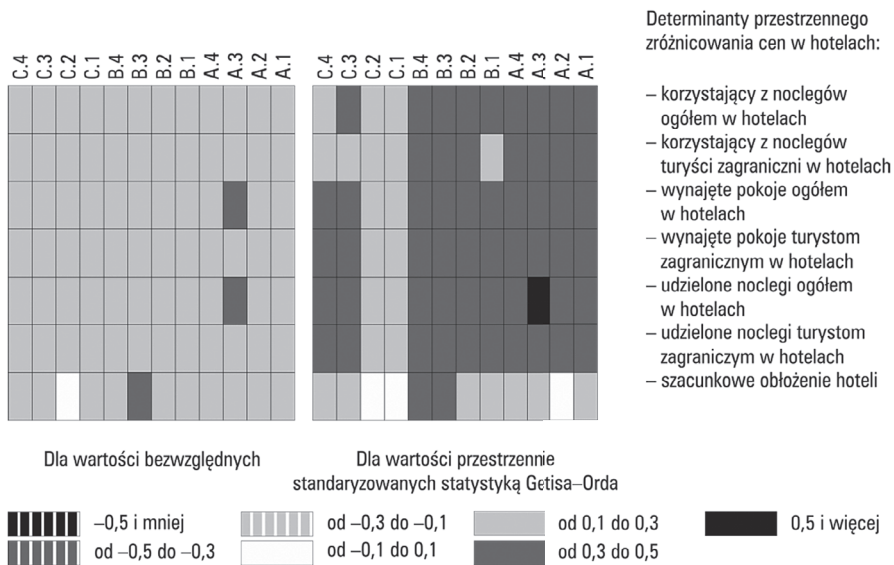 C.4 C.3 C.2 C.1 B.4 B.3 B.2 B.1 A.4 A.3 A.2 A.1
C.4 C.3 C.2 C.1 B.4 B.3 B.2 B.1 A.4 A.3 A.2 A.1
Determinanty przestrzennego
zróżnicowania cen w hotelach:
– korzystający z noclegów
ogółem w hotelach
– korzystający z noclegów
turyści zagraniczni w hotelach
– wynajęte pokoje ogółem
w hotelach
– wynajęte pokoje turystom
zagranicznym w hotelach
– udzielone noclegi ogółem
w hotelach
– udzielone noclegi turystom
zagraniczym w hotelach
– szacunkowe obłożenie hoteli
Dla wartości bezwzględnych
Dla wartości przestrzennie
standaryzowanych statystyką Getisa–Orda
–0,5 i mniej
od –0,3 do –0,1
od 0,1 do 0,3
0,5 i więcej
od –0,5 do –0,3
od –0,1 do 0,1
od 0,3 do 0,5